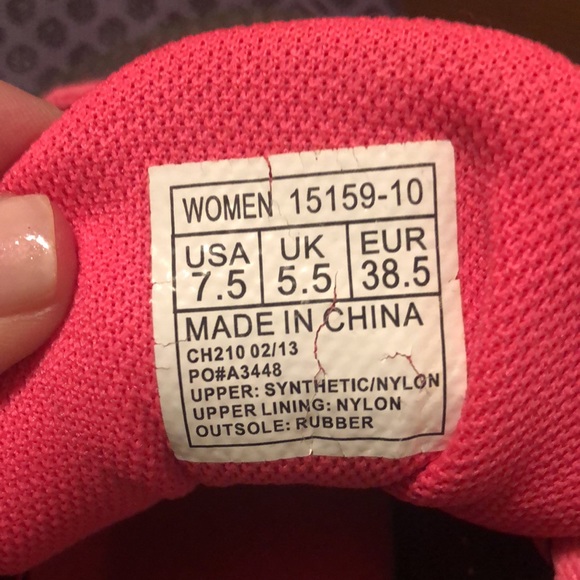 WOMEN 15159-10
USA UK EUR
7.5 5.5 38.5
MADE IN CHINA
CH210 02/13
PO#A3448
UPPER: SYNTHETIC/NYLON
UPPER LINING: NYLON
OUTSOLE: RUBBER